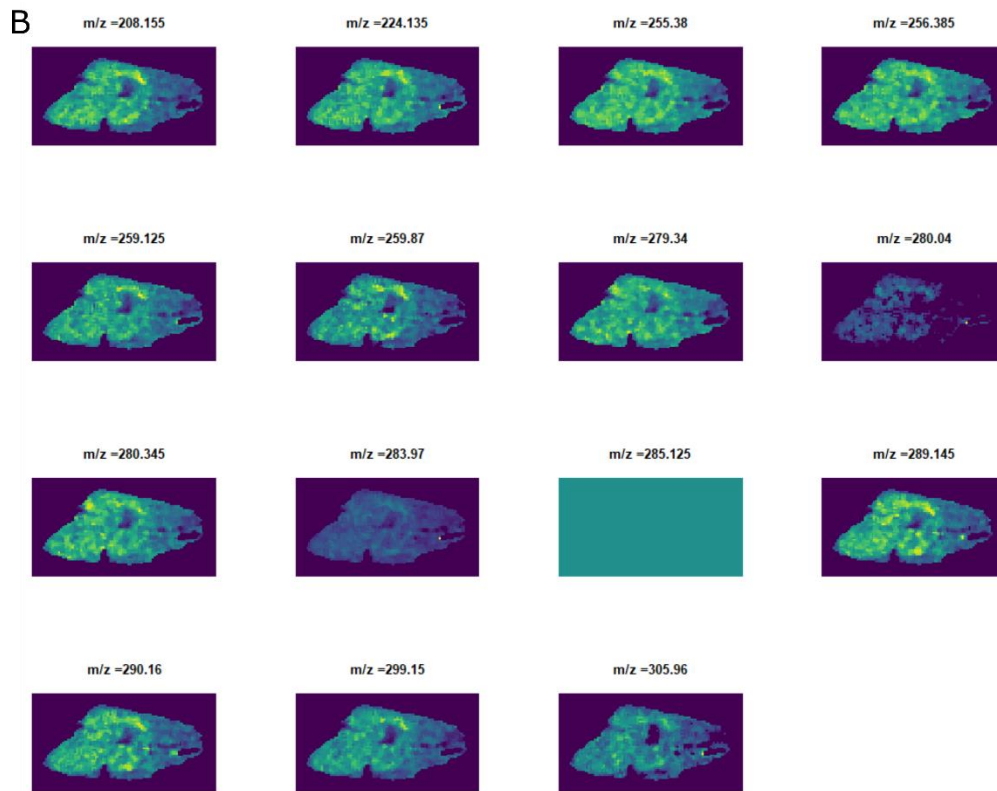 B
m/z =208.155
m/z =224.135
m/z =255.38
m/z =256.385
m/z =259.125
m/z =259.87
m/z =279.34
m/z =280.04
m/z =280.345
m/z =283.97
m/z =285.125
m/z =289.145
m/z =290.16
m/z =299.15
m/z =305.96